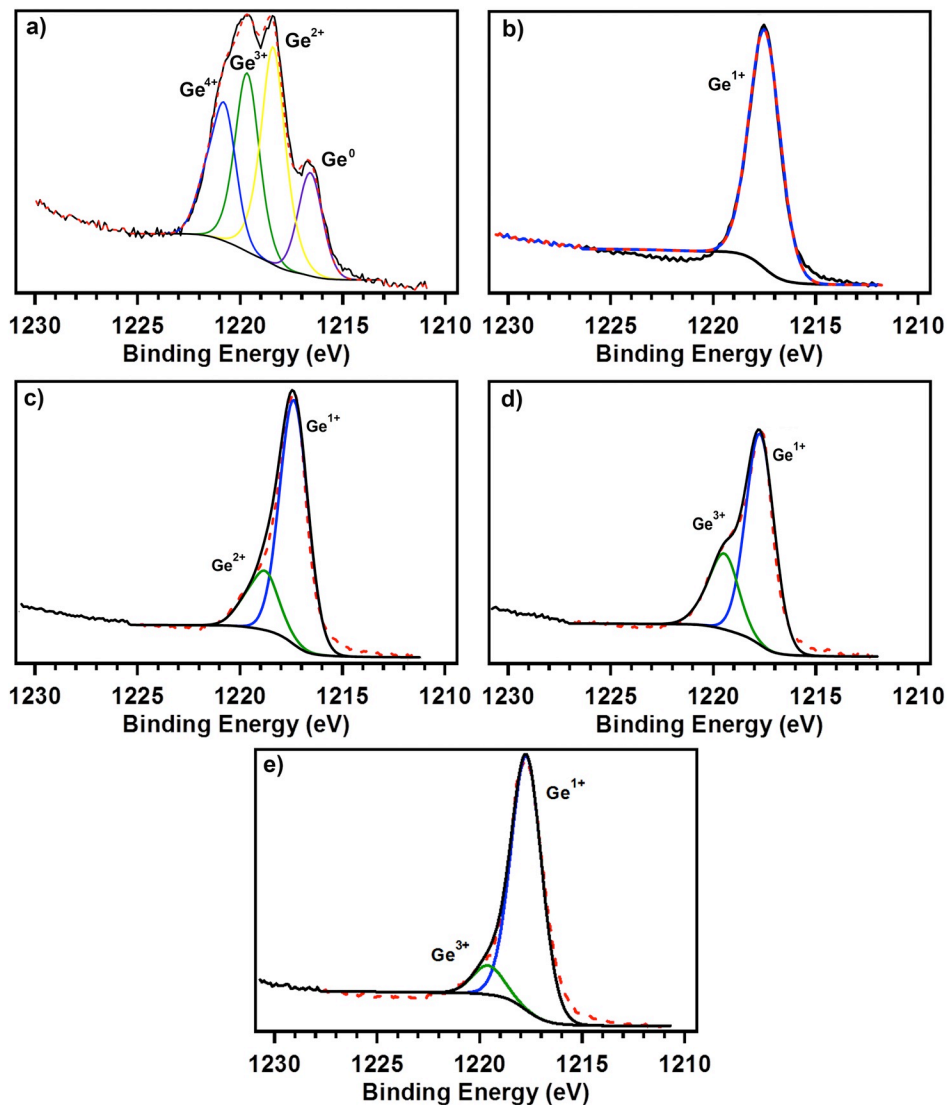 a)
Ge2+
Ge3+
Ge4+
Ge0
1230 1225 1220 1215 1210
Binding Energy (eV)
b)
Ge1+
1230 1225 1220 1215 1210
Binding Energy (eV)
c)
Ge1+
Ge2+
1230 1225 1220 1215 1210
Binding Energy (eV)
d)
Ge1+
Ge3+
1230 1225 1220 1215 1210
Binding Energy (eV)
e)
Ge1+
Ge3+
1230 1225 1220 1215 1210
Binding Energy (eV)